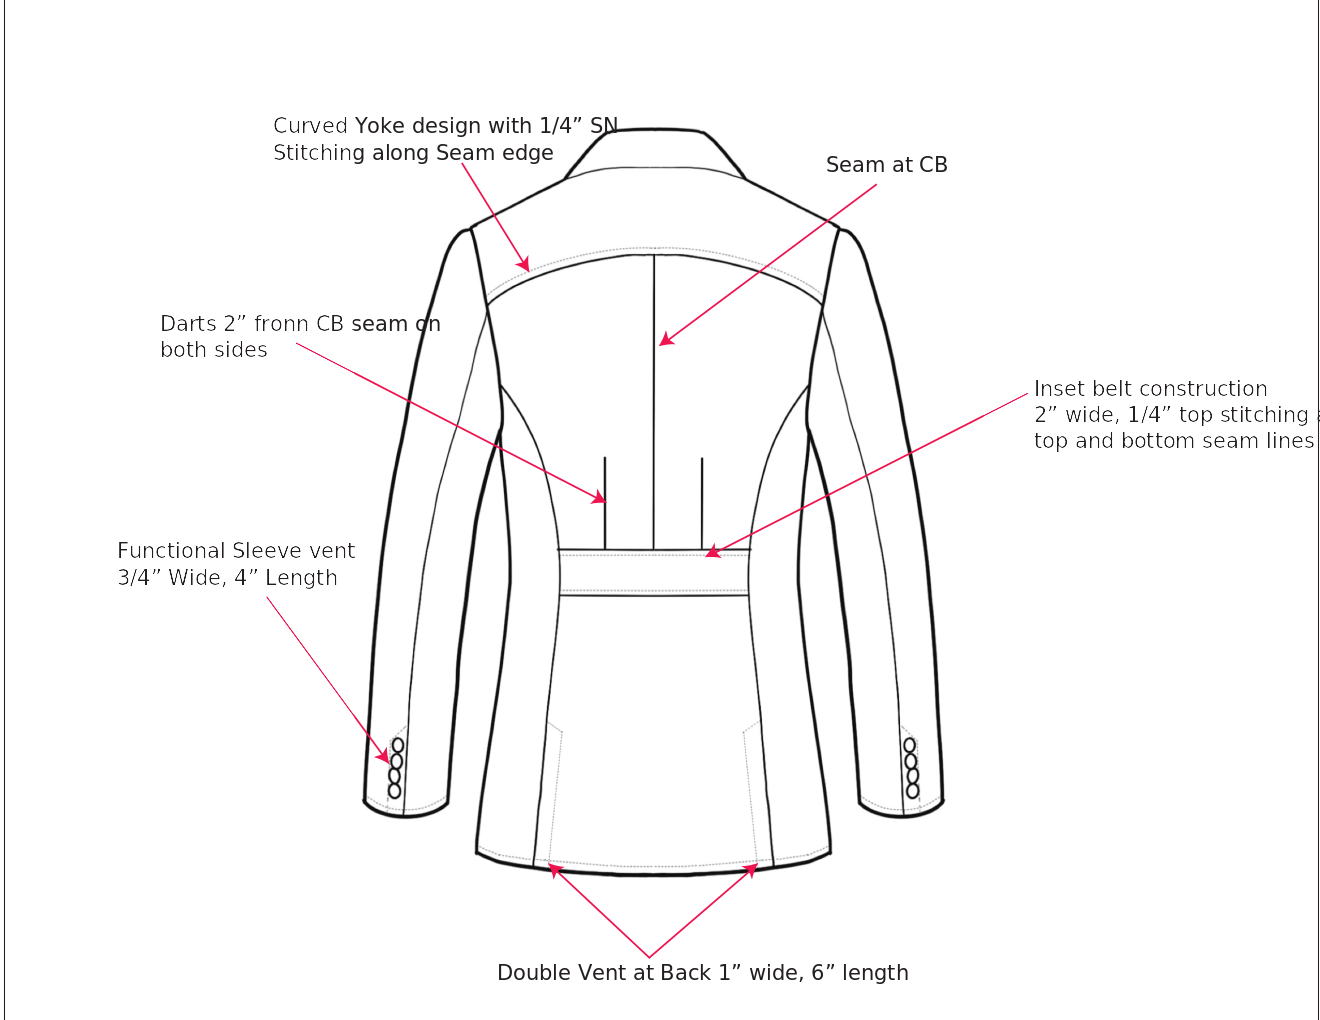 Curved Yoke design with 1/4” SN
Stitching along Seam edge
Seam at CB
Darts 2” fronn CB seam on
both sides
Inset belt construction
2” wide, 1/4” top stitching
top and bottom seam lines
Functional Sleeve vent
3/4” Wide, 4” Length
Double Vent at Back 1” wide, 6” length